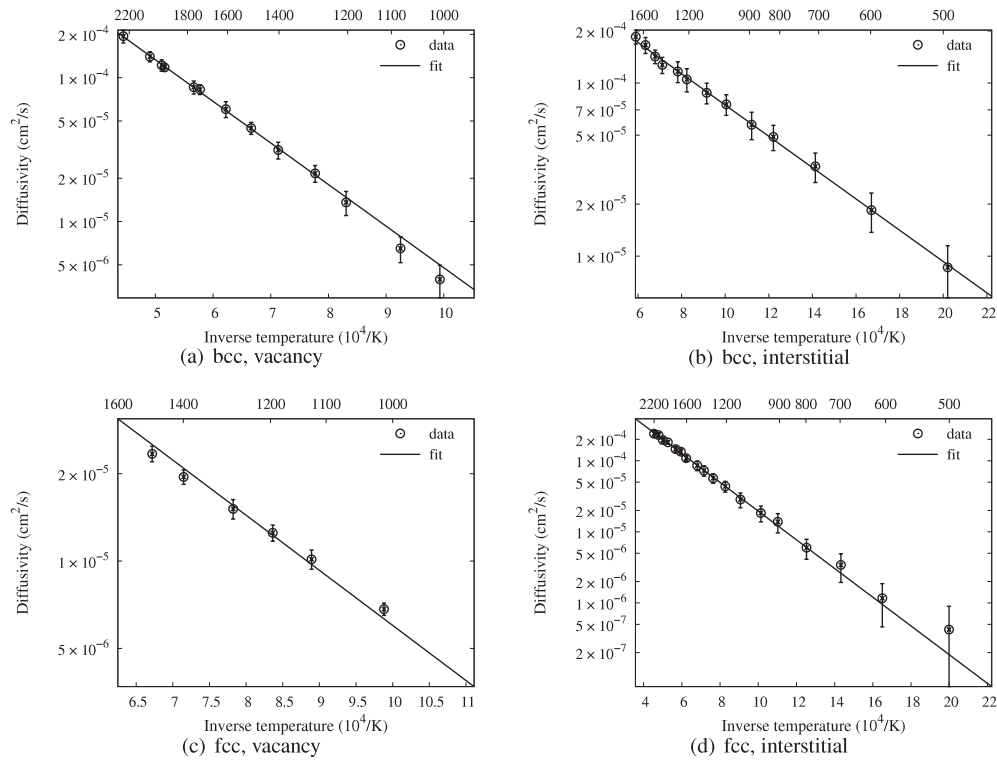 2200 1800 1600 1400 1200 1100 1000
2 × 10⁻⁴
1 × 10⁻⁴
5 × 10⁻⁵
2 × 10⁻⁵
1 × 10⁻⁵
5 × 10⁻⁶
Diffusivity (cm²/s)
data
fit
5 6 7 8 9 10
Inverse temperature (10⁴/K)
(a) bcc, vacancy
1600 1200 900 800 700 600 500
2 × 10⁻⁴
1 × 10⁻⁴
7 × 10⁻⁵
5 × 10⁻⁵
2 × 10⁻⁵
1 × 10⁻⁵
Diffusivity (cm²/s)
data
fit
6 8 10 12 14 16 18 20 22
Inverse temperature (10⁴/K)
(b) bcc, interstitial
1600 1400 1200 1100 1000
2 × 10⁻⁵
1 × 10⁻⁵
5 × 10⁻⁶
Diffusivity (cm²/s)
data
fit
6.5 7 7.5 8 8.5 9 9.5 10 10.5 11
Inverse temperature (10⁴/K)
(c) fcc, vacancy
2200 1600 1200 900 800 700 600 500
2 × 10⁻⁴
1 × 10⁻⁴
5 × 10⁻⁵
2 × 10⁻⁵
1 × 10⁻⁵
5 × 10⁻⁶
2 × 10⁻⁶
1 × 10⁻⁶
5 × 10⁻⁷
2 × 10⁻⁷
Diffusivity (cm²/s)
data
fit
4 6 8 10 12 14 16 18 20 22
Inverse temperature (10⁴/K)
(d) fcc, interstitial